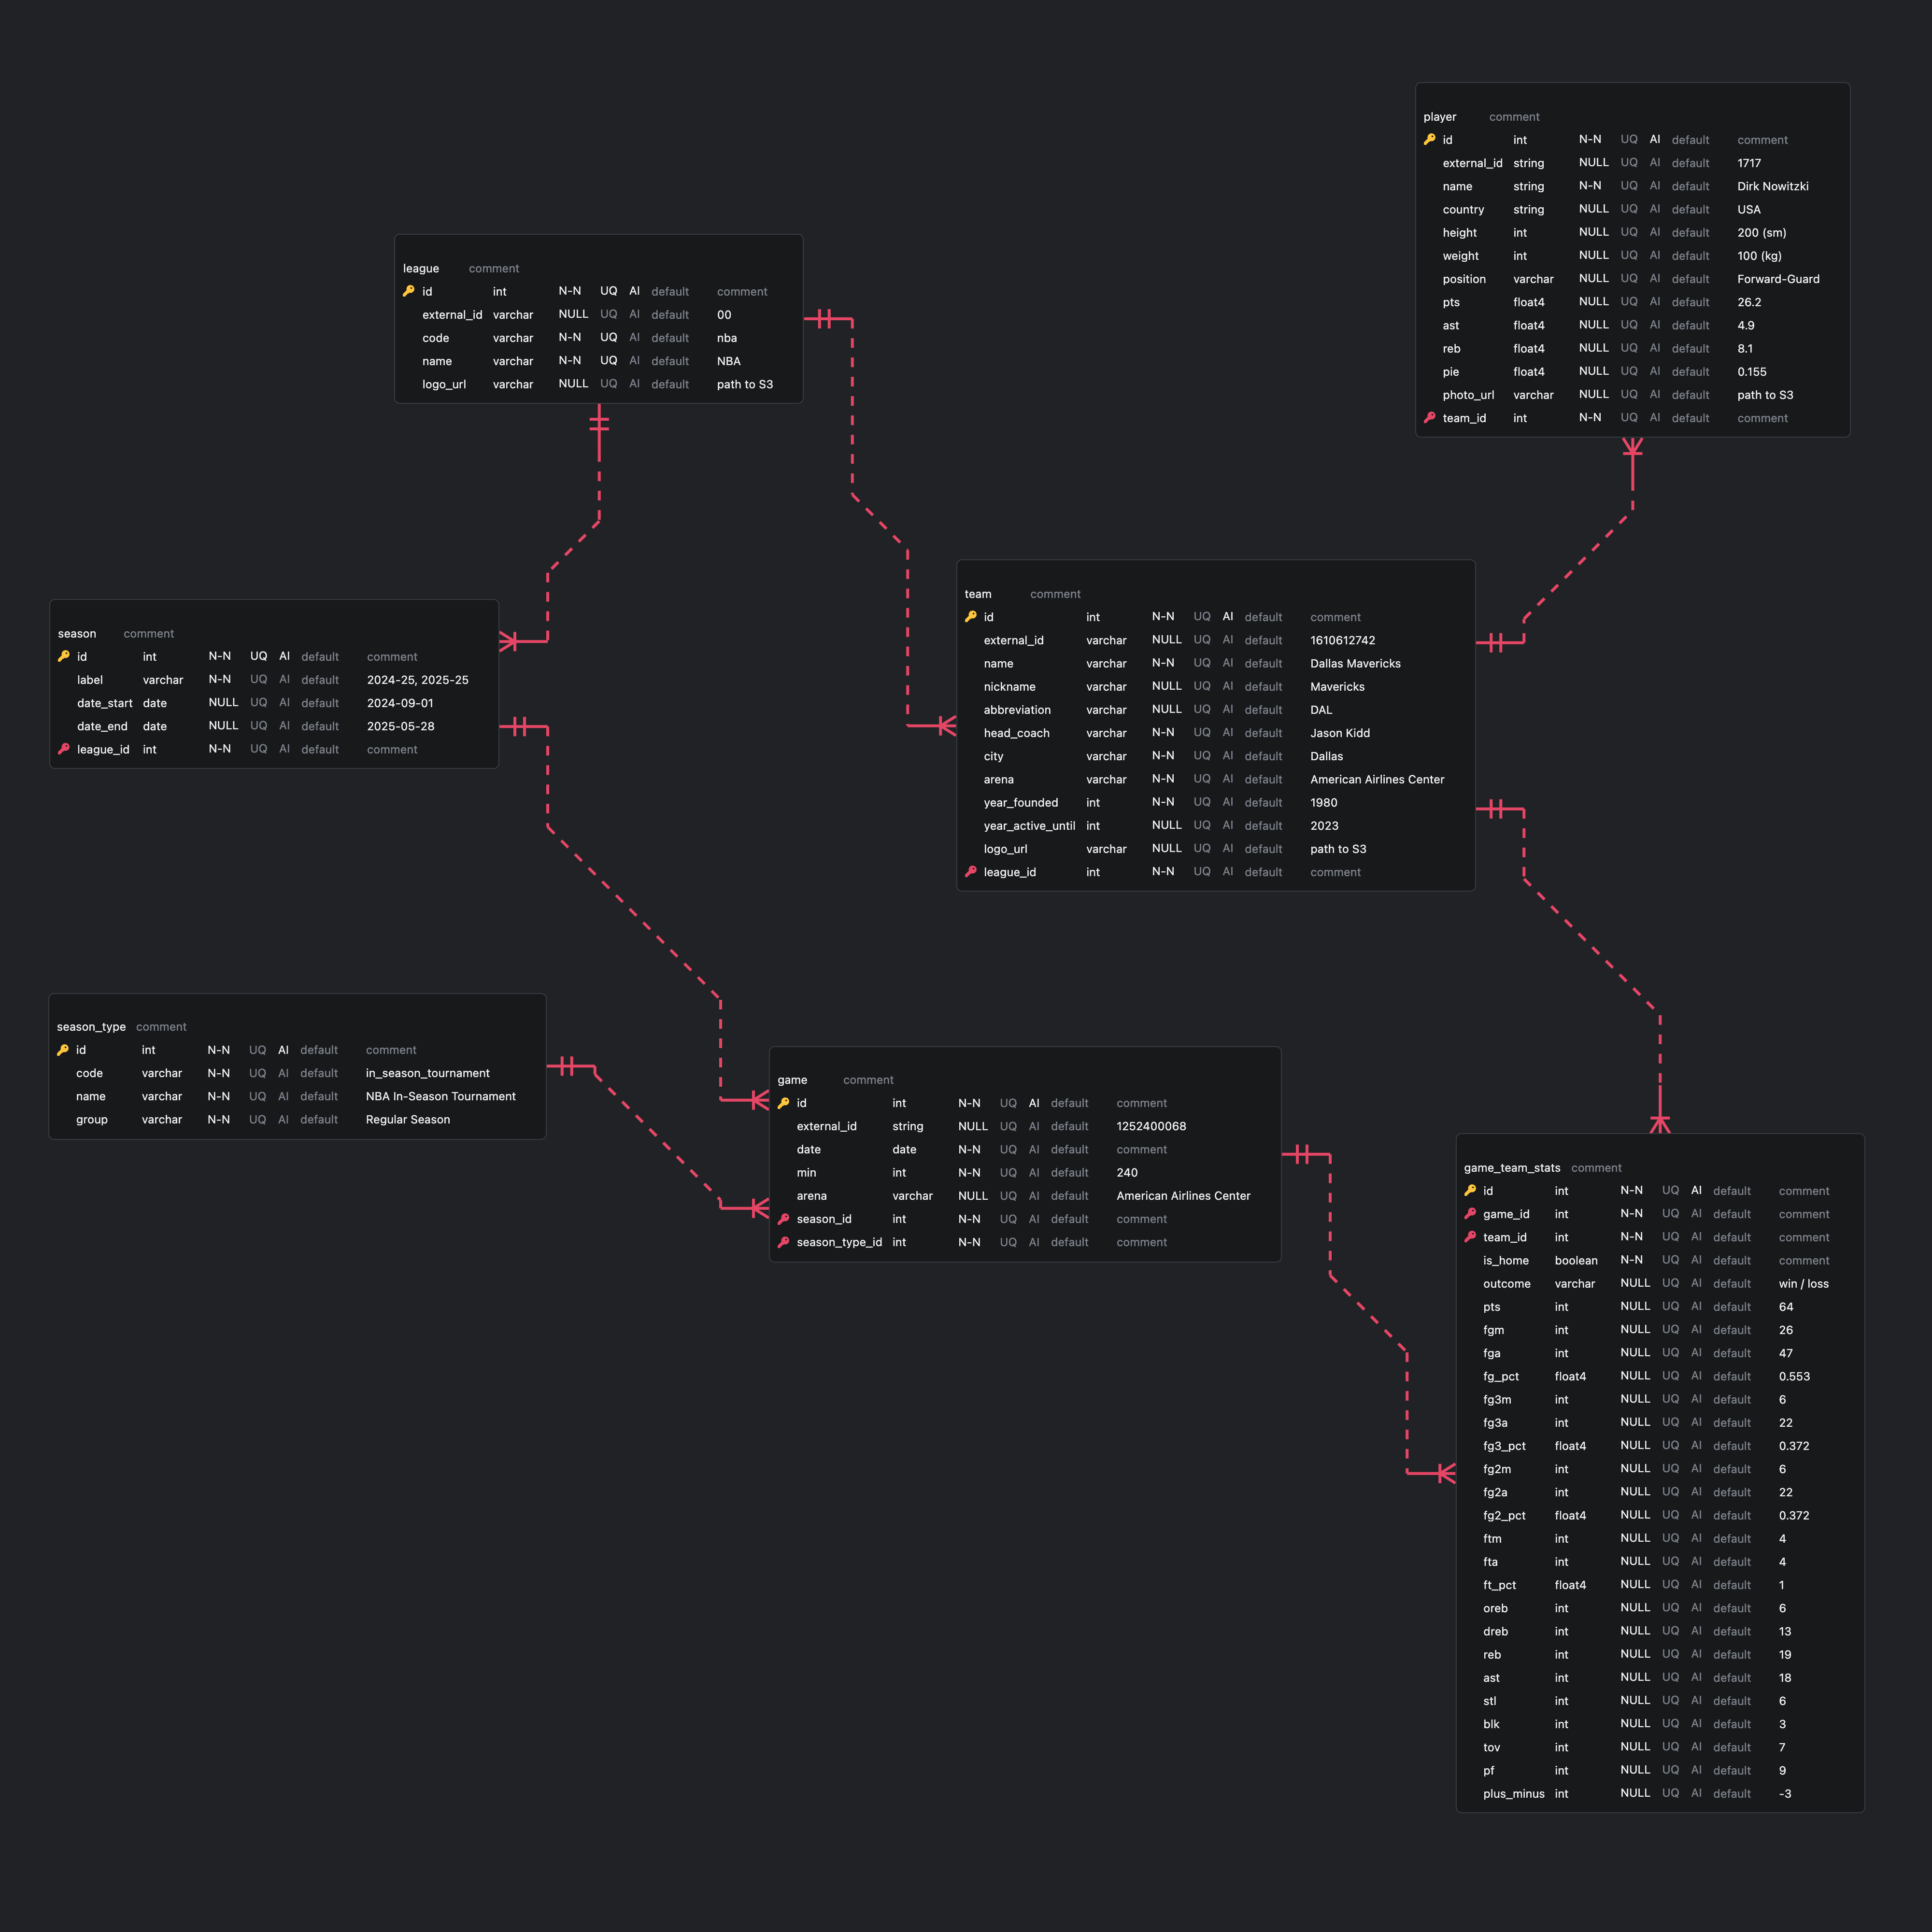 player comment
id int N-N UQ AI default comment
external_id string NULL UQ AI default 1717
name string N-N UQ AI default Dirk Nowitzki
country string NULL UQ AI default USA
height int NULL UQ AI default 200 (sm)
weight int NULL UQ AI default 100 (kg)
position varchar NULL UQ AI default Forward-Guard
pts float4 NULL UQ AI default 26.2
ast float4 NULL UQ AI default 4.9
reb float4 NULL UQ AI default 8.1
pie float4 NULL UQ AI default 0.155
photo_url varchar NULL UQ AI default path to S3
team_id int N-N UQ AI default comment
league comment
id int N-N UQ AI default comment
external_id varchar NULL UQ AI default 00
code varchar N-N UQ AI default nba
name varchar N-N UQ AI default NBA
logo_url varchar NULL UQ AI default path to S3
team comment
id int N-N UQ AI default comment
external_id varchar NULL UQ AI default 1610612742
name varchar N-N UQ AI default Dallas Mavericks
nickname varchar NULL UQ AI default Mavericks
abbreviation varchar NULL UQ AI default DAL
head_coach varchar N-N UQ AI default Jason Kidd
city varchar N-N UQ AI default Dallas
arena varchar N-N UQ AI default American Airlines Center
year_founded int N-N UQ AI default 1980
year_active_until int NULL UQ AI default 2023
logo_url varchar NULL UQ AI default path to S3
league_id int N-N UQ AI default comment
season comment
id int N-N UQ AI default comment
label varchar N-N UQ AI default 2024-25, 2025-25
date_start date NULL UQ AI default 2024-09-01
date_end date NULL UQ AI default 2025-05-28
league_id int N-N UQ AI default comment
season_type comment
id int N-N UQ AI default comment
code varchar N-N UQ AI default in_season_tournament
name varchar N-N UQ AI default NBA In-Season Tournament
group varchar N-N UQ AI default Regular Season
game comment
id int N-N UQ AI default comment
external_id string NULL UQ AI default 1252400068
date date N-N UQ AI default comment
min int N-N UQ AI default 240
arena varchar NULL UQ AI default American Airlines Center
season_id int N-N UQ AI default comment
season_type_id int N-N UQ AI default comment
game_team_stats comment
id int N-N UQ AI default comment
game_id int N-N UQ AI default comment
team_id int N-N UQ AI default comment
is_home boolean N-N UQ AI default comment
outcome varchar NULL UQ AI default win / loss
pts int NULL UQ AI default 64
fgm int NULL UQ AI default 26
fga int NULL UQ AI default 47
fg_pct float4 NULL UQ AI default 0.553
fg3m int NULL UQ AI default 6
fg3a int NULL UQ AI default 22
fg3_pct float4 NULL UQ AI default 0.372
fg2m int NULL UQ AI default 6
fg2a int NULL UQ AI default 22
fg2_pct float4 NULL UQ AI default 0.372
ftm int NULL UQ AI default 4
fta int NULL UQ AI default 4
ft_pct float4 NULL UQ AI default 1
oreb int NULL UQ AI default 6
dreb int NULL UQ AI default 13
reb int NULL UQ AI default 19
ast int NULL UQ AI default 18
stl int NULL UQ AI default 6
blk int NULL UQ AI default 3
tov int NULL UQ AI default 7
pf int NULL UQ AI default 9
plus_minus int NULL UQ AI default -3